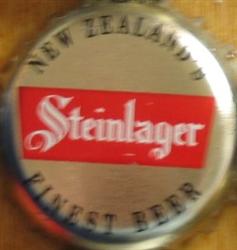 NEW ZEALAND'S
Steinlager
FINEST BEER